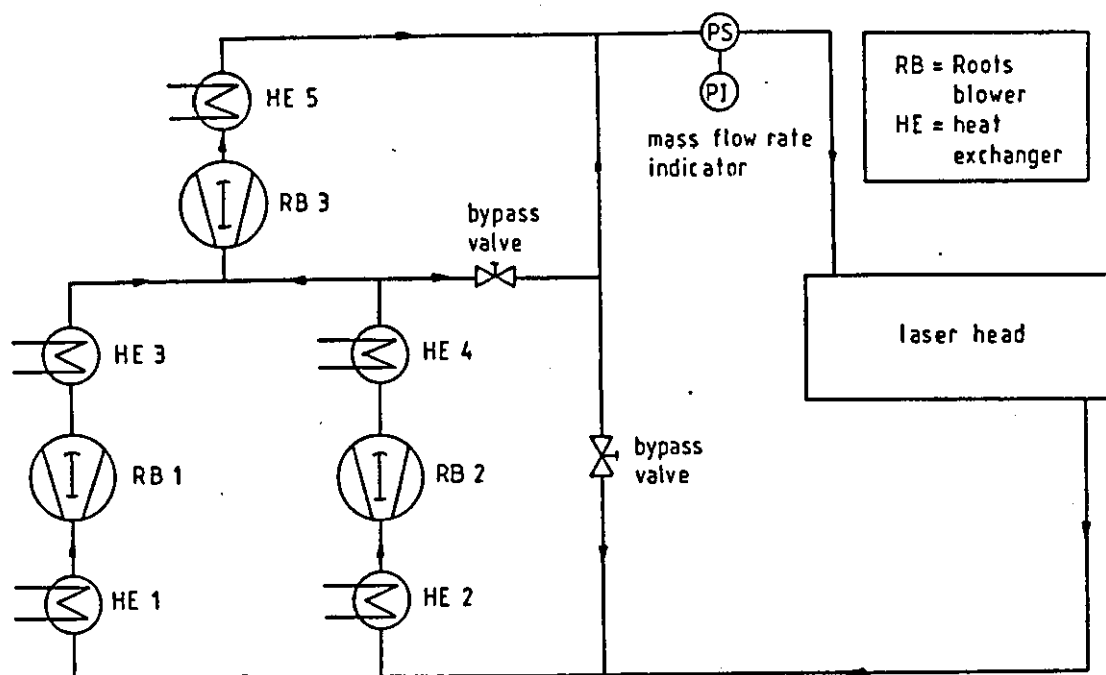 HE 5
PS
PI
mass flow rate
indicator
RB = Roots
blower
HE = heat
exchanger
RB 3
bypass
valve
HE 3
HE 4
laser head
RB 1
RB 2
bypass
valve
HE 1
HE 2